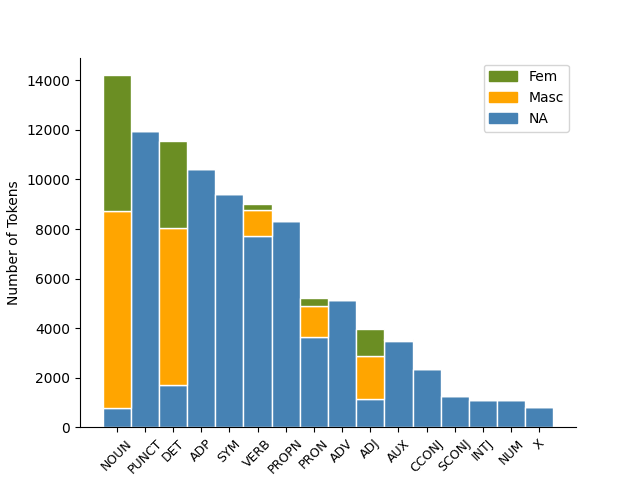 Fem
Masc
NA
Number of Tokens
14000
12000
10000
8000
6000
4000
2000
0
NOUN
PUNCT
DET
ADP
SYM
VERB
PROPN
PRON
ADV
ADJ
AUX
CCONJ
SCONJ
INTJ
NUM
X